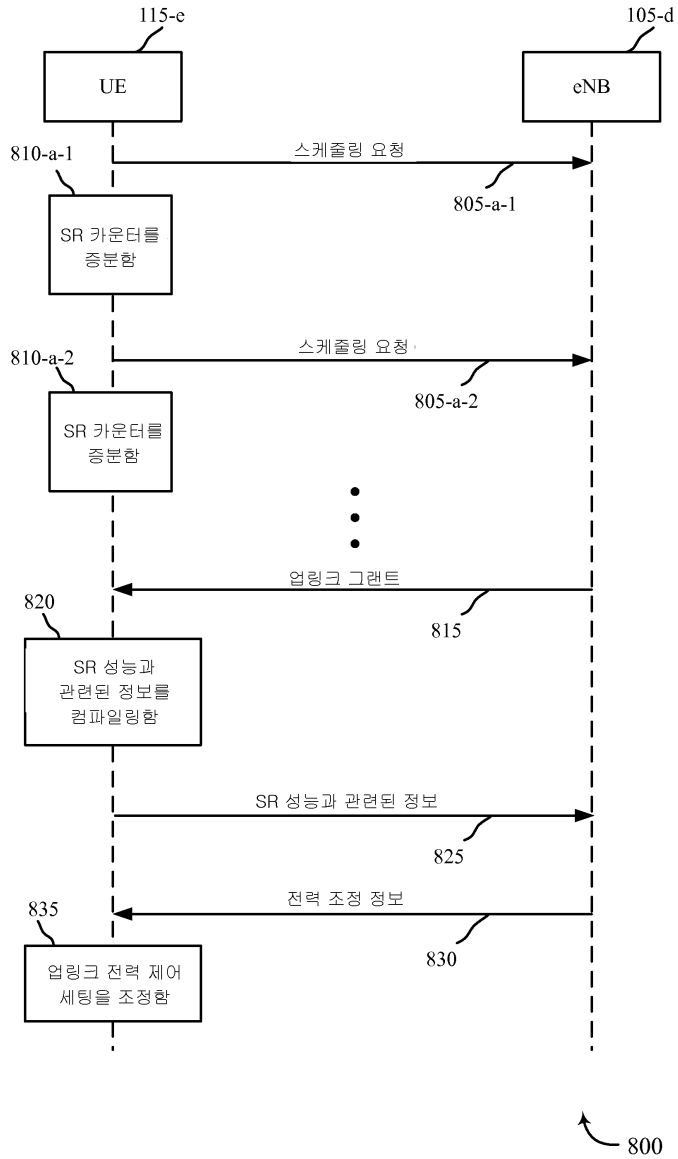 115-e
105-d
UE
eNB
810-a-1
스케줄링 요청
805-a-1
SR 카운터를
증분함
810-a-2
스케줄링 요청
805-a-2
SR 카운터를
증분함
업링크 그랜트
820
815
SR 성능과
관련된 정보를
컴파일링함
SR 성능과 관련된 정보
825
835
전력 조정 정보
830
업링크 전력 제어
세팅을 조정함
800